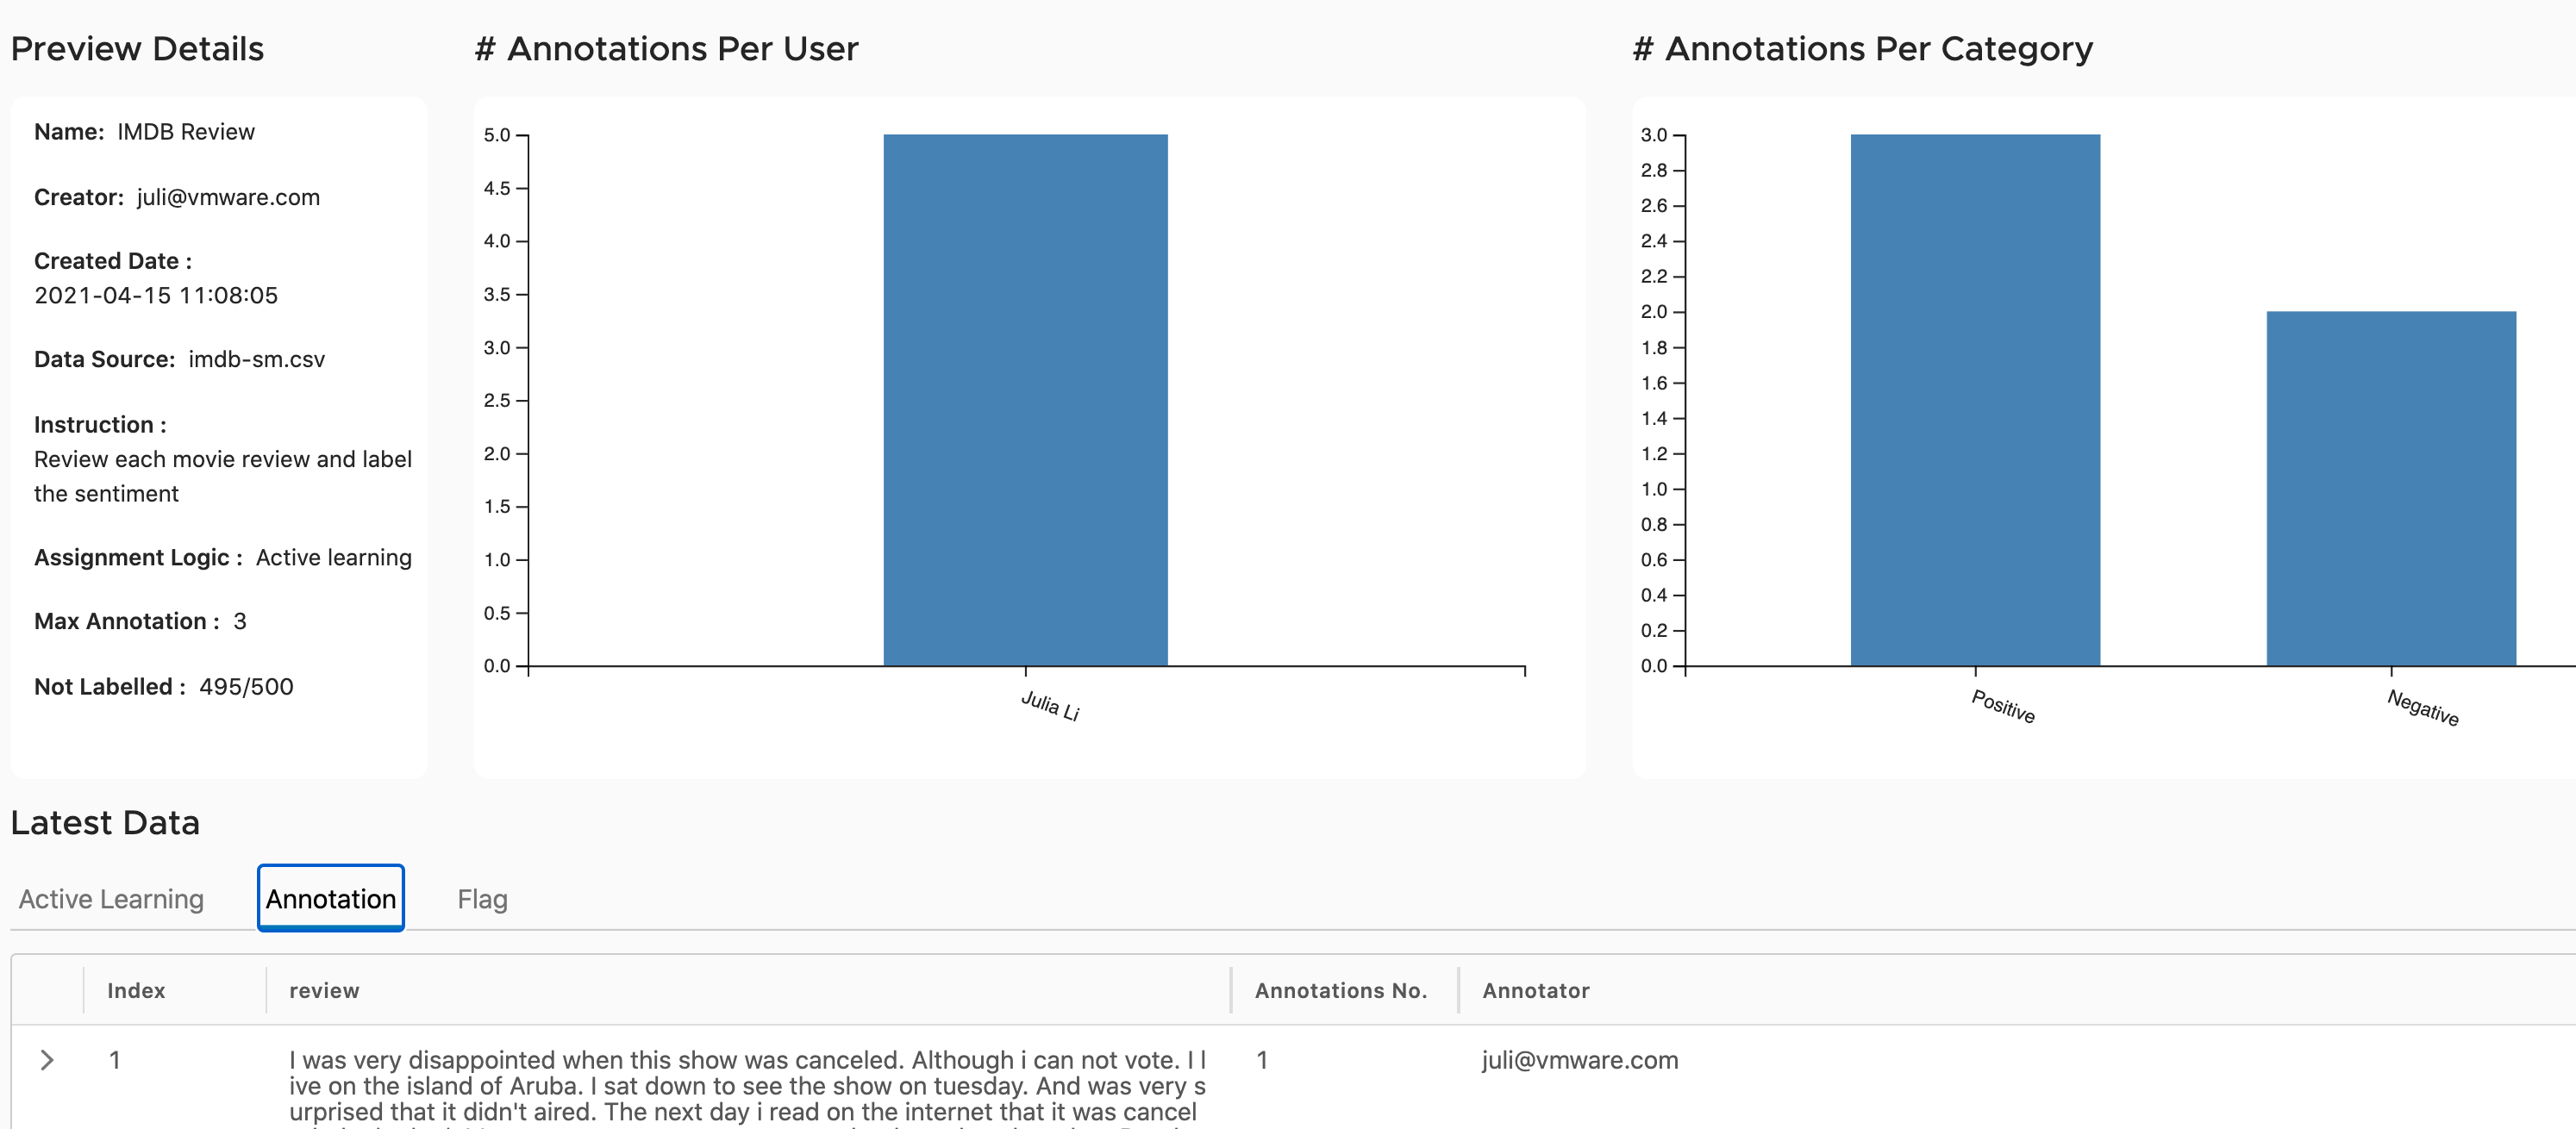 Preview Details
Name: IMDB Review
Creator: juli@vmware.com
Created Date :
2021-04-15 11:08:05
Data Source: imdb-sm.csv
Instruction :
Review each movie review and label
the sentiment
Assignment Logic : Active learning
Max Annotation : 3
Not Labelled : 495/500
# Annotations Per User
5.0
4.5
4.0
3.5
3.0
2.5
2.0
1.5
1.0
0.5
0.0
Julia Li
# Annotations Per Category
3.0
2.8
2.6
2.4
2.2
2.0
1.8
1.6
1.4
1.2
1.0
0.8
0.6
0.4
0.2
0.0
Positive
Negative
Latest Data
Active Learning Annotation Flag
Index review Annotations No. Annotator
1 I was very disappointed when this show was canceled. Although i can not vote. I l 1 juli@vmware.com
ive on the island of Aruba. I sat down to see the show on tuesday. And was very s
urprised that it didn't aired. The next day i read on the internet that it was cancel